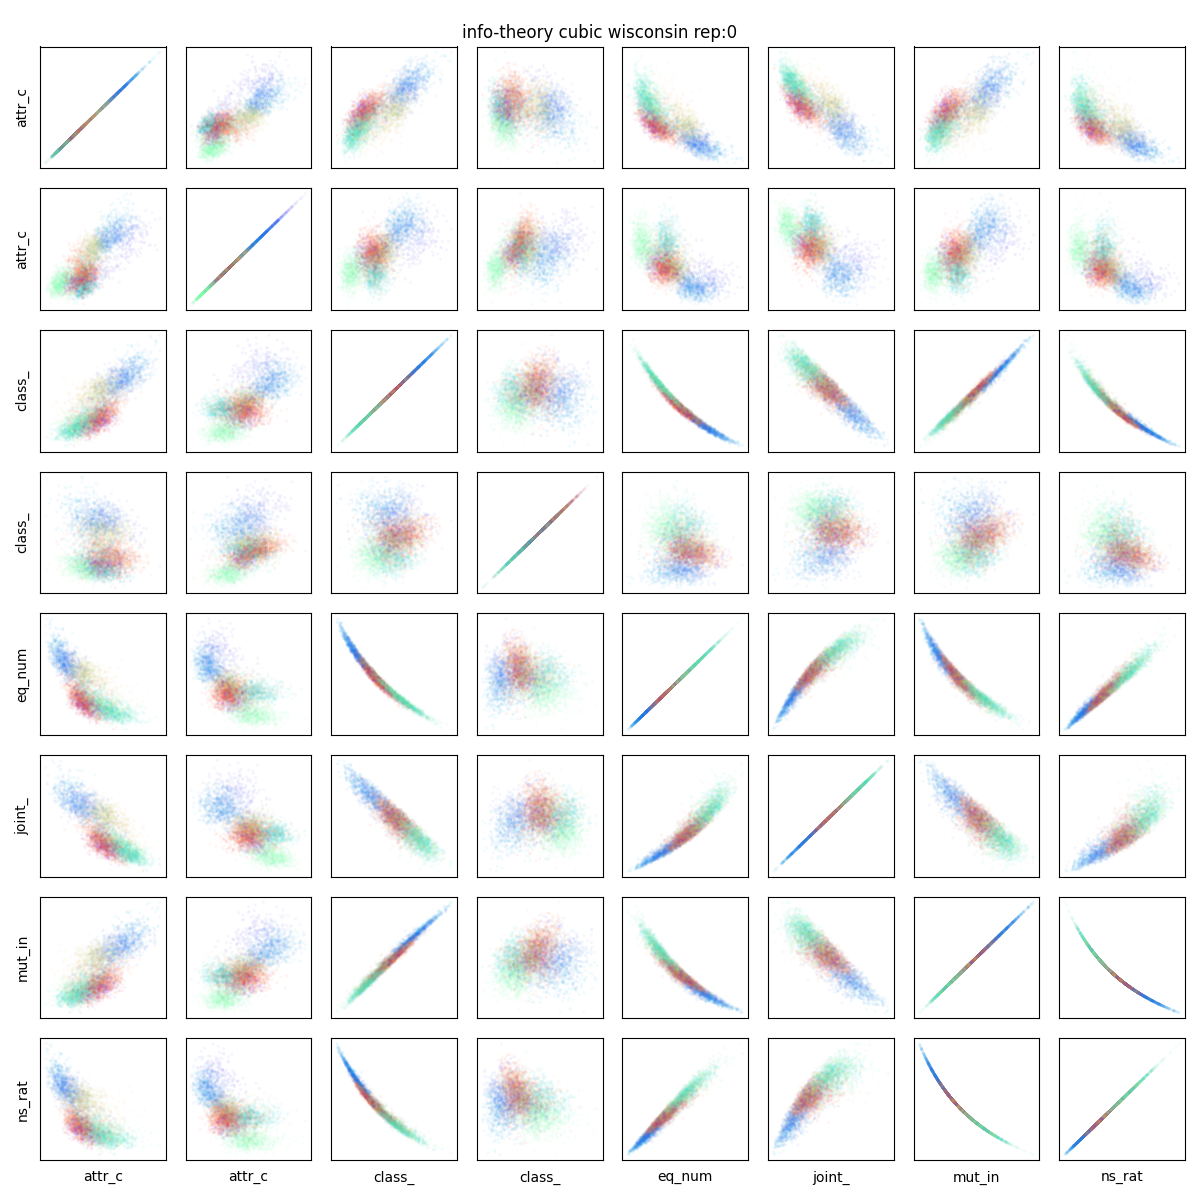 info-theory cubic wisconsin rep:0
attr_c
attr_c
class_
class_
eq_num
joint_
mut_in
ns_rat
attr_c attr_c class_ class_ eq_num joint_ mut_in ns_rat